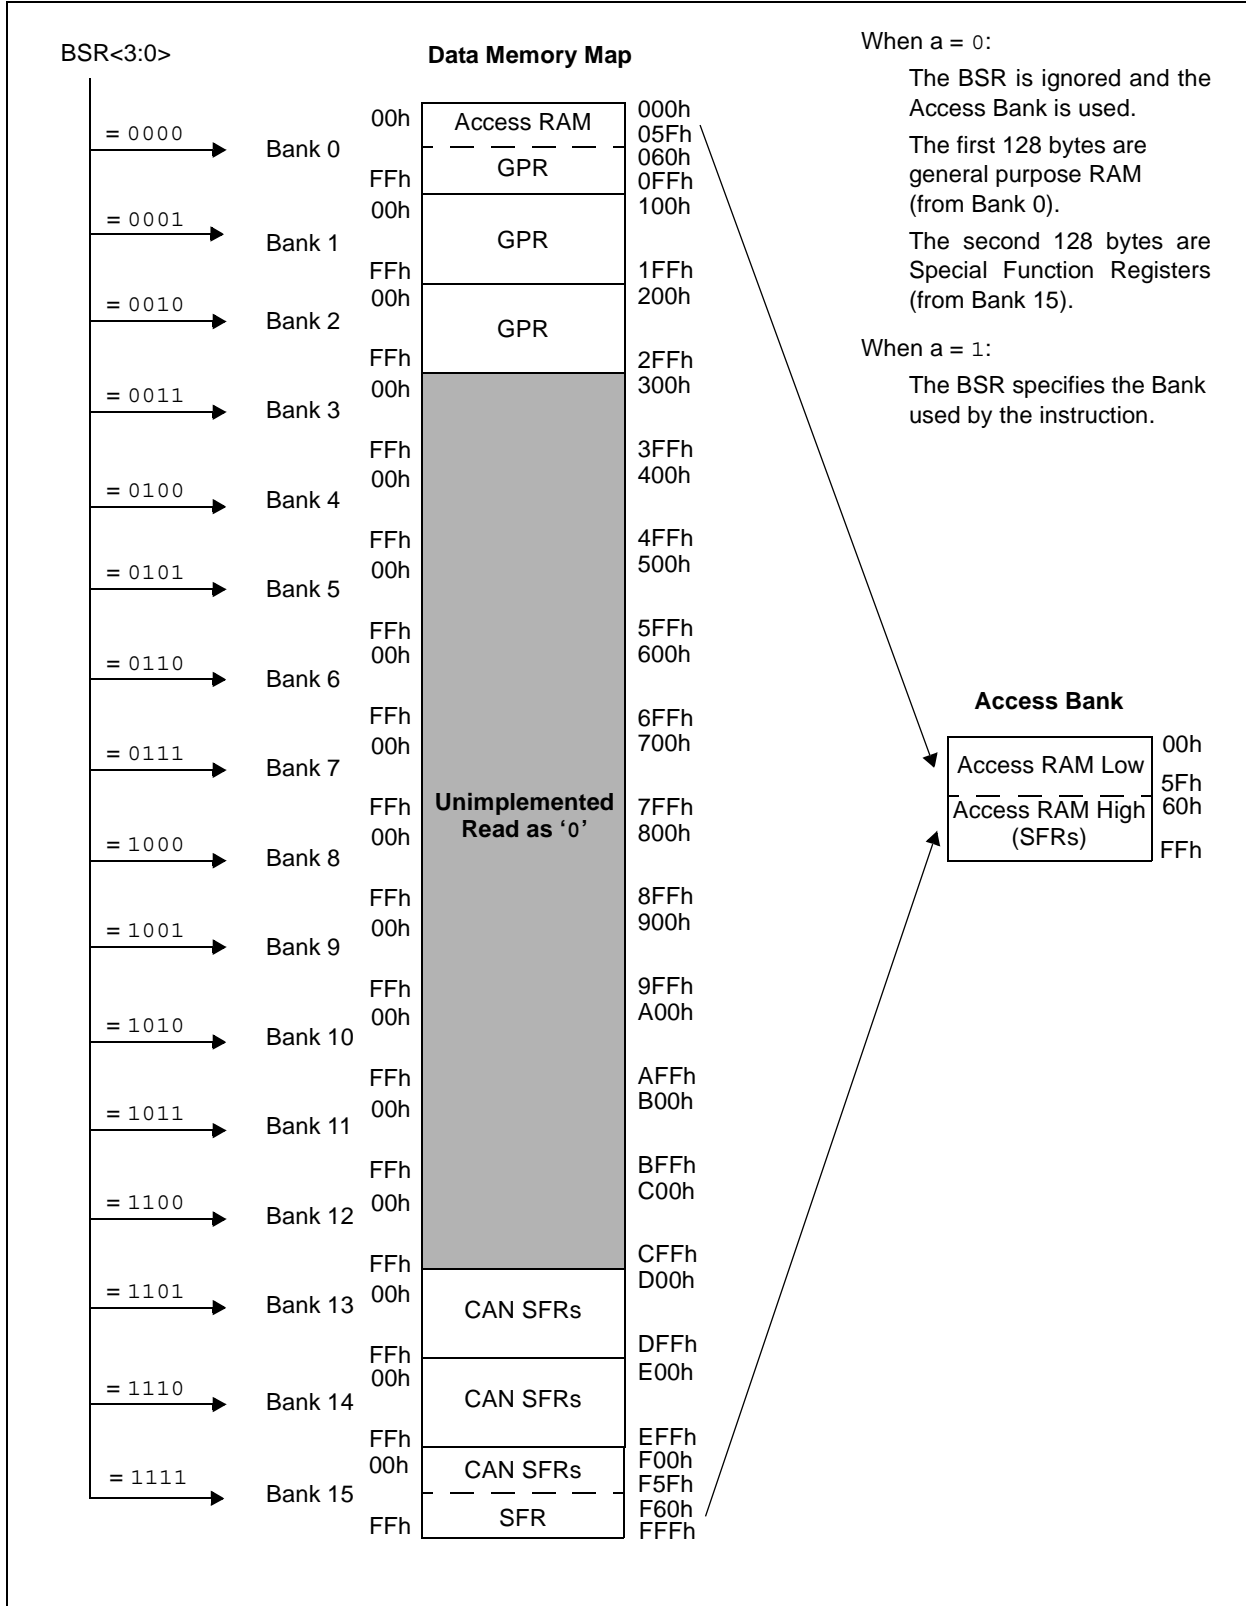 BSR<3:0>
Data Memory Map
When a = 0:
The BSR is ignored and the
Access Bank is used.
The first 128 bytes are
general purpose RAM
(from Bank 0).
The second 128 bytes are
Special Function Registers
(from Bank 15).
When a = 1:
The BSR specifies the Bank
used by the instruction.
= 0000
Bank 0
00h
FFh
Access RAM
GPR
000h
05Fh
060h
0FFh
= 0001
Bank 1
00h
FFh
GPR
100h
1FFh
= 0010
Bank 2
00h
FFh
GPR
200h
2FFh
= 0011
Bank 3
00h
FFh
300h
3FFh
= 0100
Bank 4
00h
FFh
400h
4FFh
= 0101
Bank 5
00h
FFh
500h
5FFh
= 0110
Bank 6
00h
FFh
600h
6FFh
= 0111
Bank 7
00h
FFh
700h
7FFh
Unimplemented
Read as ‘0’
= 1000
Bank 8
00h
FFh
800h
8FFh
= 1001
Bank 9
00h
FFh
900h
9FFh
= 1010
Bank 10
00h
FFh
A00h
AFFh
= 1011
Bank 11
00h
FFh
B00h
BFFh
= 1100
Bank 12
00h
FFh
C00h
CFFh
= 1101
Bank 13
00h
FFh
CAN SFRs
D00h
DFFh
= 1110
Bank 14
00h
FFh
CAN SFRs
E00h
EFFh
= 1111
Bank 15
00h
FFh
CAN SFRs
SFR
F00h
F5Fh
F60h
FFFh
Access Bank
Access RAM Low
00h
5Fh
Access RAM High
(SFRs)
60h
FFh